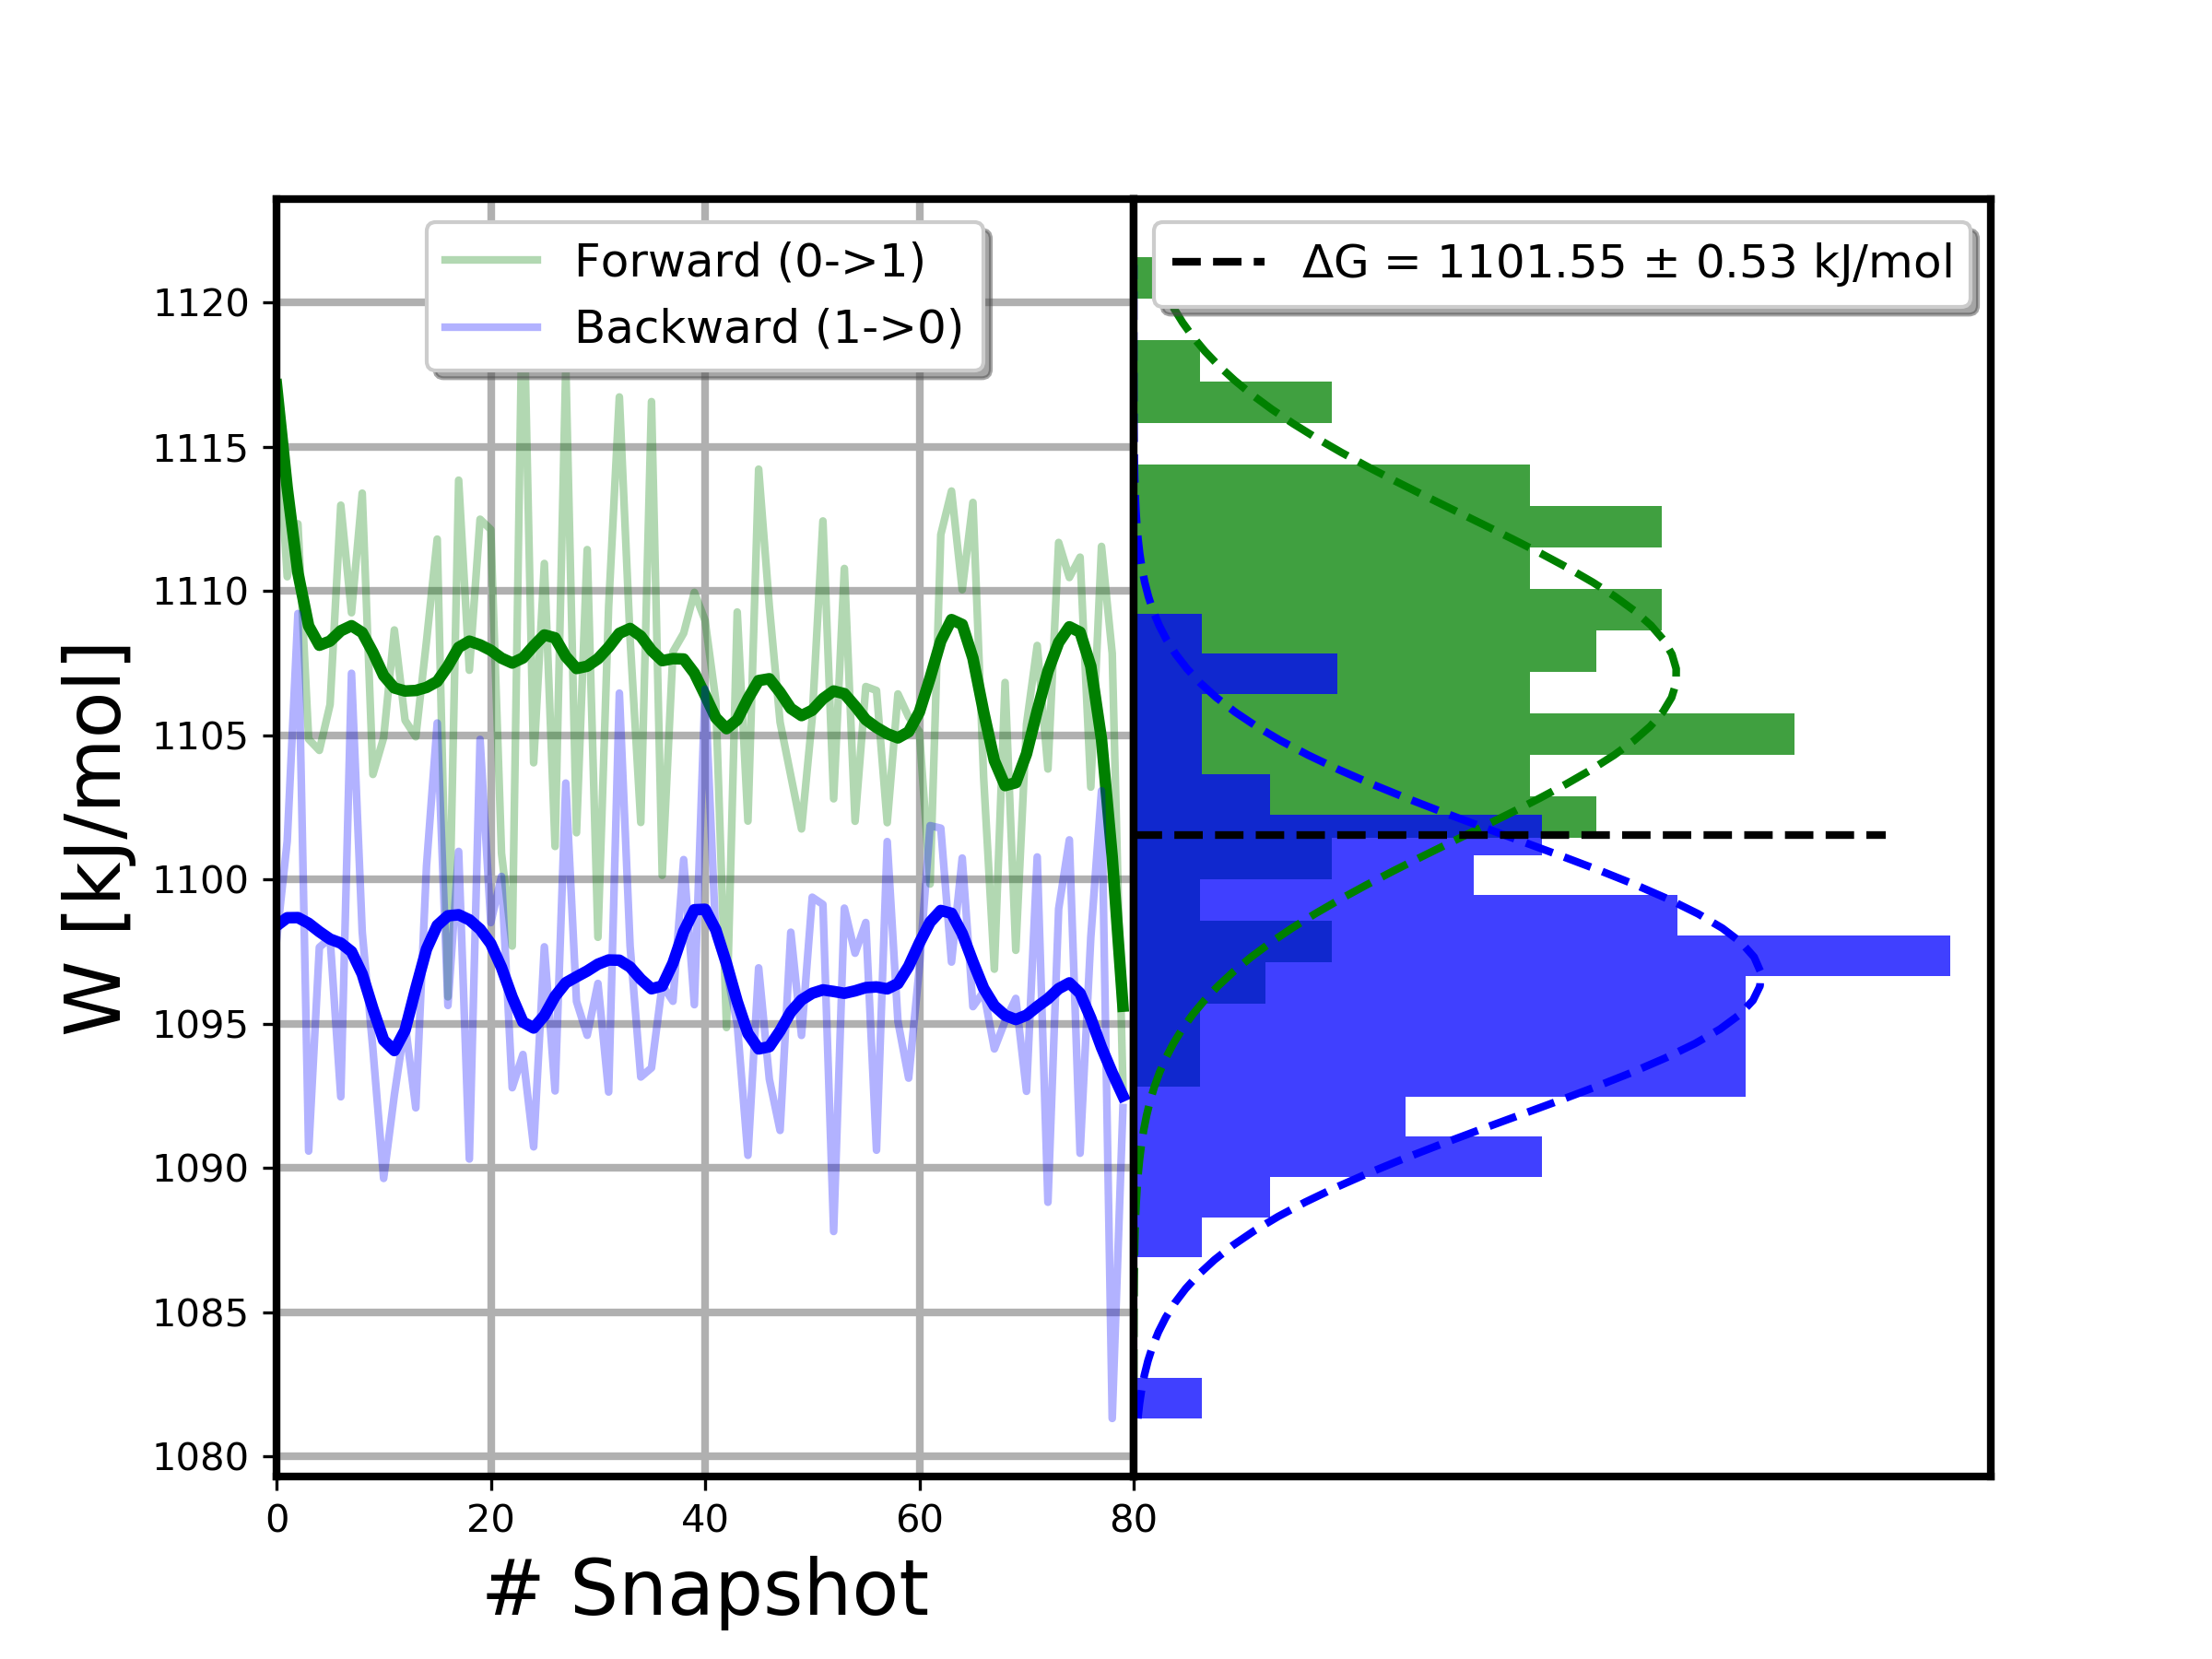 Forward (0->1)
Backward (1->0)
ΔG = 1101.55 ± 0.53 kJ/mol
W [kJ/mol]
1120
1115
1110
1105
1100
1095
1090
1085
1080
0 20 40 60 80
# Snapshot